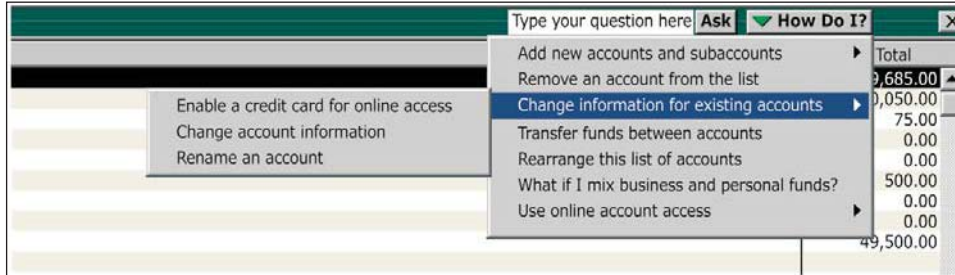 Type your question here Ask How Do I? X
Add new accounts and subaccounts
Total
Remove an account from the list
9,685.00
Enable a credit card for online access
Change information for existing accounts
0,050.00
Change account information
Transfer funds between accounts
75.00
Rename an account
Rearrange this list of accounts
0.00
0.00
What if I mix business and personal funds?
500.00
Use online account access
0.00
0.00
49,500.00